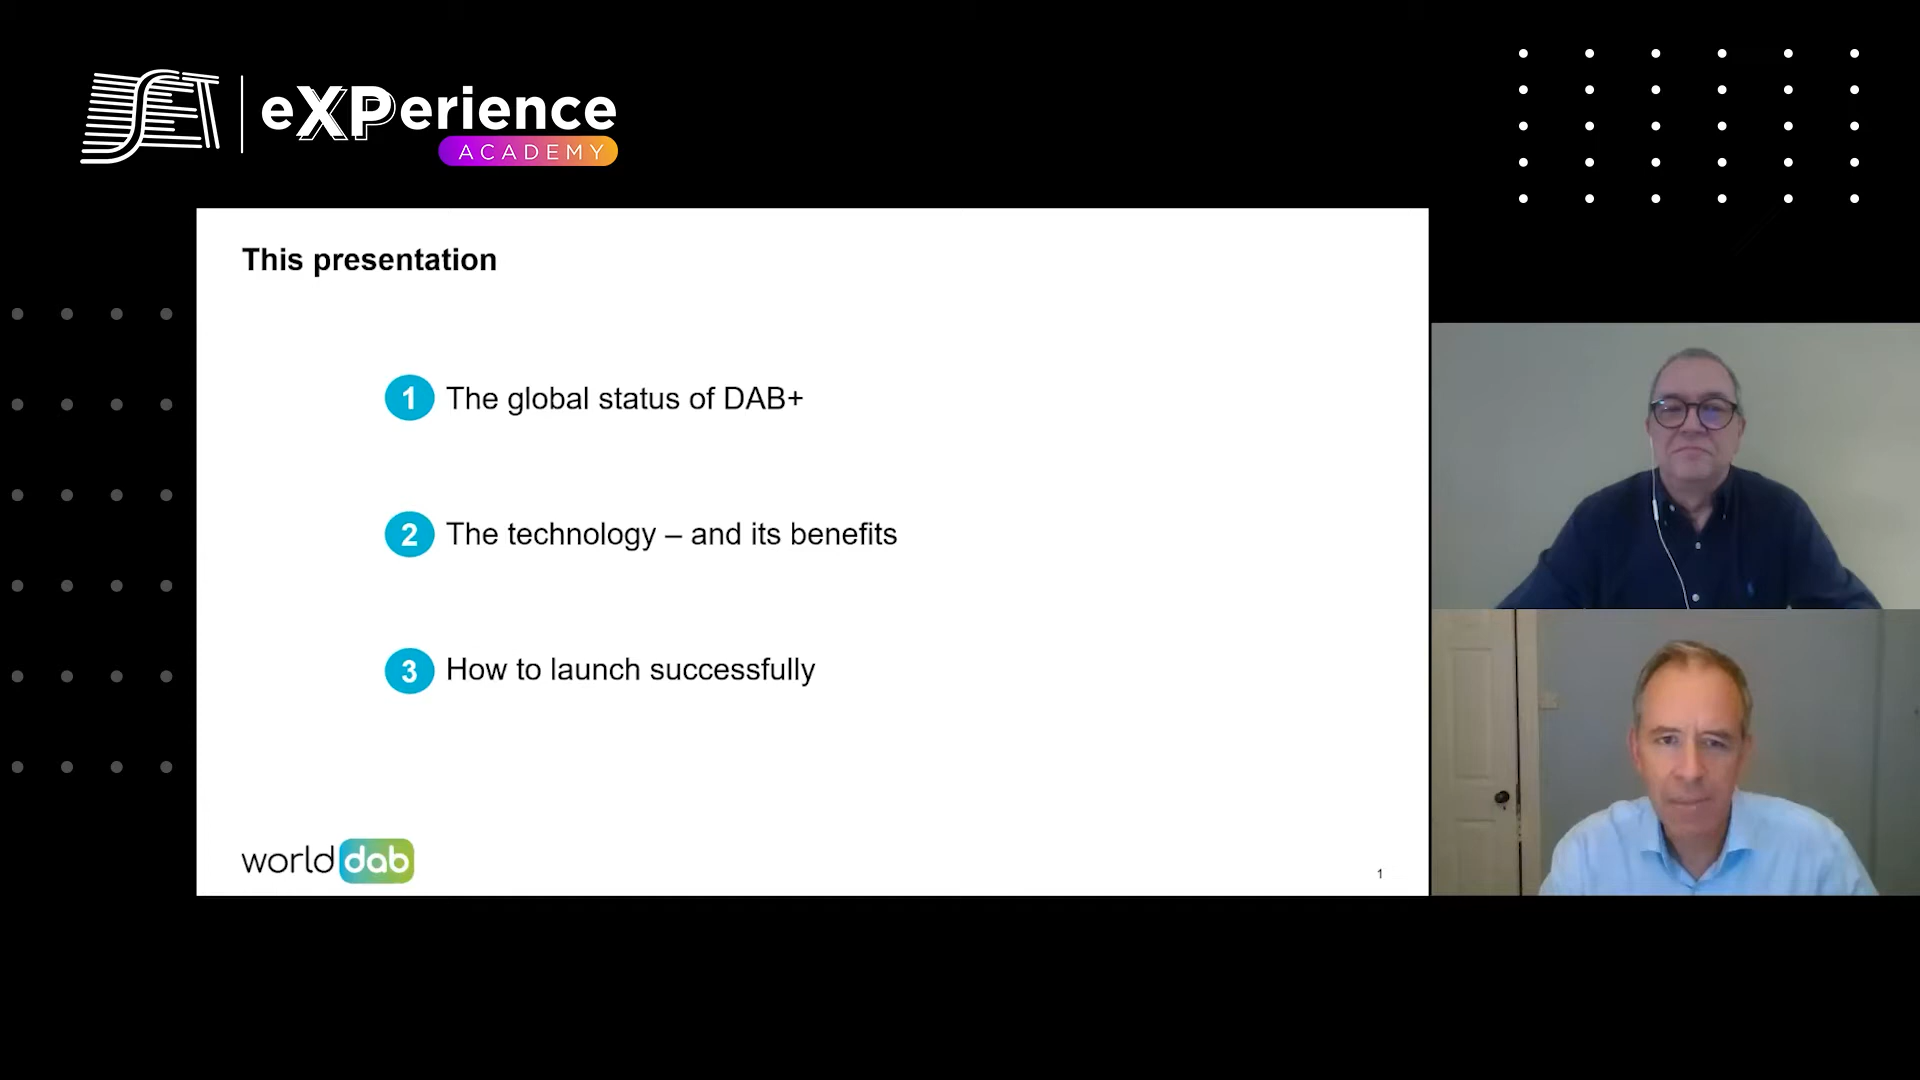 SET
eXPerience
ACADEMY
This presentation
1 The global status of DAB+
2 The technology – and its benefits
3 How to launch successfully
worlddab
1